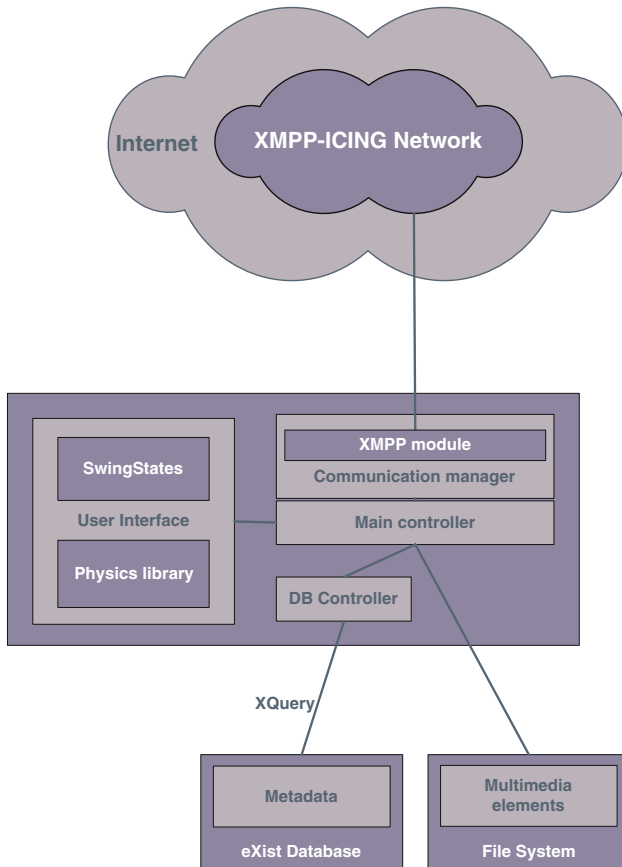 Internet
XMPP-ICING Network
XMPP module
SwingStates
Communication manager
User Interface
Main controller
Physics library
DB Controller
XQuery
Metadada
Multimedia
elements
eXist Database
File System